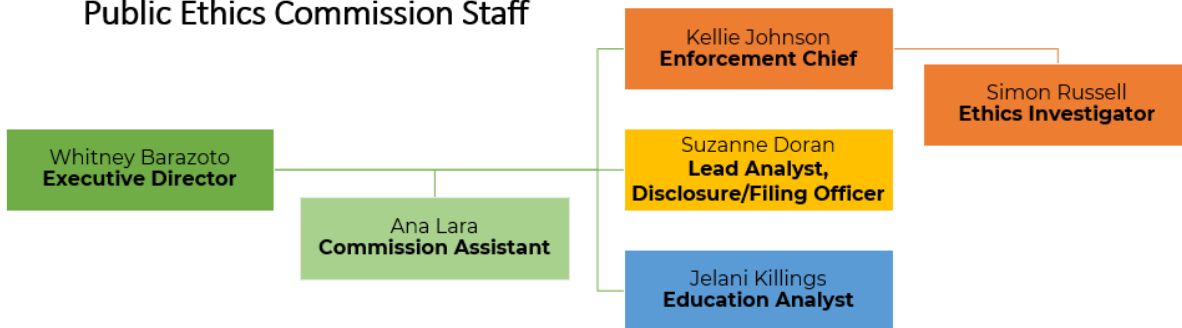 Public Ethics Commission Staff
Kellie Johnson
Enforcement Chief
Simon Russell
Ethics Investigator
Whitney Barazoto
Executive Director
Suzanne Doran
Lead Analyst,
Disclosure/Filing Officer
Ana Lara
Commission Assistant
Jelani Killings
Education Analyst